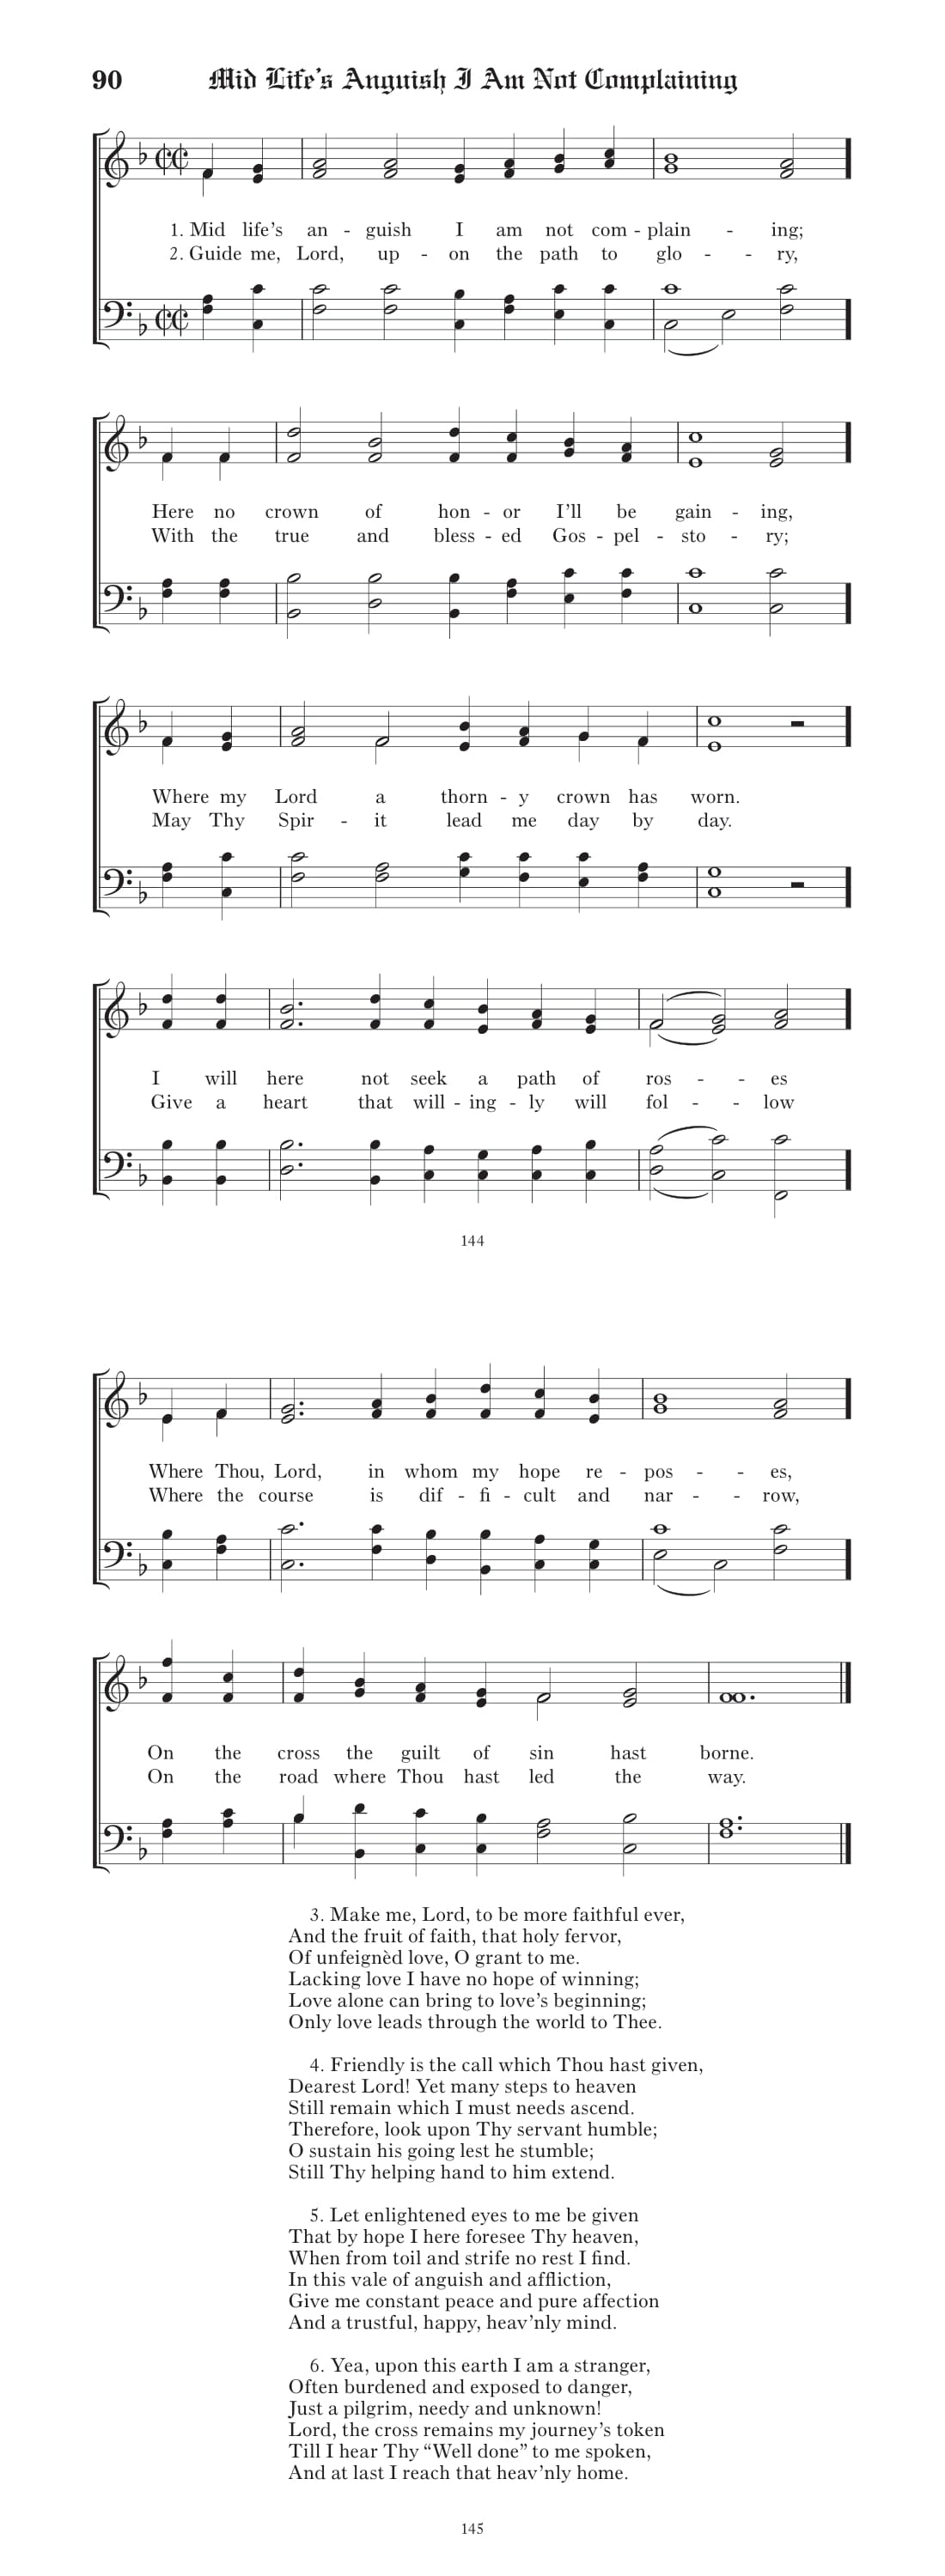 90 Mid Life’s Anguish I Am Not Complaining
1. Mid life’s an - guish I am not com - plain - ing;
2. Guide me, Lord, up - on the path to glo - - ry,
Here no crown of hon - or I’ll be gain - ing,
With the true and bless - ed Gos - pel - sto - ry;
Where my Lord a thorn - y crown has worn.
May Thy Spir - it lead me day by day.
I will here not seek a path of ros - - es
Give a heart that will - ing - ly will fol - - low
144
Where Thou, Lord, in whom my hope re - pos - - es,
Where the course is dif - fi - cult and nar - - row,
On the cross the guilt of sin hast borne.
On the road where Thou hast led the way.
3. Make me, Lord, to be more faithful ever,
And the fruit of faith, that holy fervor,
Of unfeignèd love, O grant to me.
Lacking love I have no hope of winning;
Love alone can bring to love’s beginning;
Only love leads through the world to Thee.
4. Friendly is the call which Thou hast given,
Dearest Lord! Yet many steps to heaven
Still remain which I must needs ascend.
Therefore, look upon Thy servant humble;
O sustain his going lest he stumble;
Still Thy helping hand to him extend.
5. Let enlightened eyes to me be given
That by hope I here foresee Thy heaven,
When from toil and strife no rest I find.
In this vale of anguish and affliction,
Give me constant peace and pure affection
And a trustful, happy, heav’nly mind.
6. Yea, upon this earth I am a stranger,
Often burdened and exposed to danger,
Just a pilgrim, needy and unknown!
Lord, the cross remains my journey’s token
Till I hear Thy “Well done” to me spoken,
And at last I reach that heav’nly home.
145